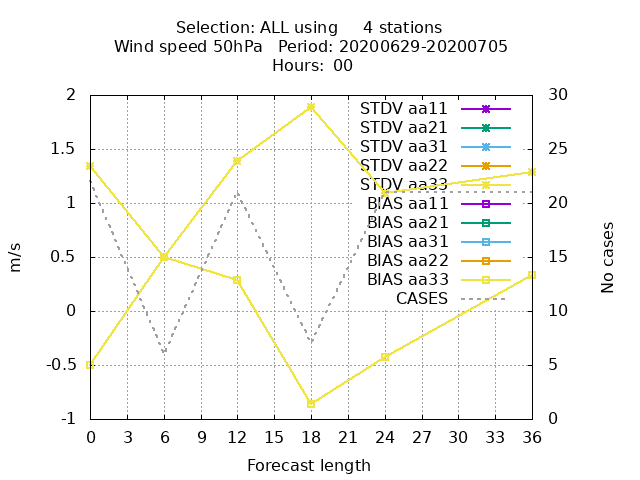 Selection: ALL using     4 stations
Wind speed 50hPa   Period: 20200629-20200705
Hours:  00
2
1.5
1
0.5
0
-0.5
-1
m/s
STDV aa11
STDV aa21
STDV aa31
STDV aa22
STDV aa33
BIAS aa11
BIAS aa21
BIAS aa31
BIAS aa22
BIAS aa33
CASES
30
25
20
15
10
5
0
No cases
0 3 6 9 12 15 18 21 24 27 30 33 36
Forecast length